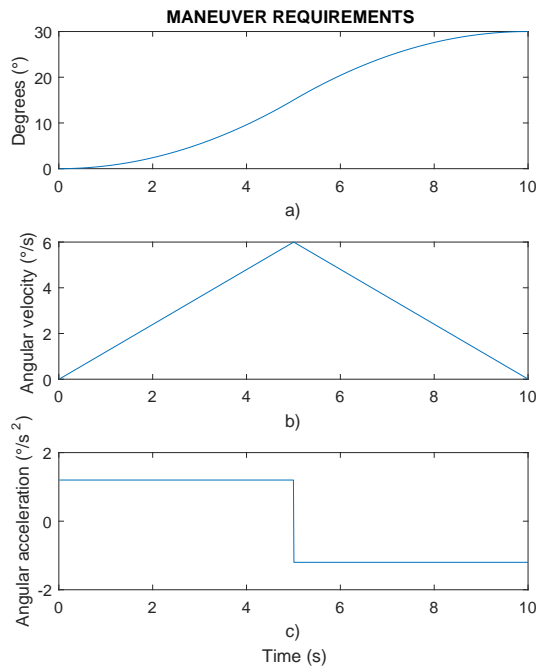 MANEUVER REQUIREMENTS
Degrees (°)
30
20
10
0
0 2 4 6 8 10
a)
Angular velocity (°/s)
6
4
2
0
0 2 4 6 8 10
b)
Angular acceleration (°/s²)
2
0
-2
0 2 4 6 8 10
c)
Time (s)